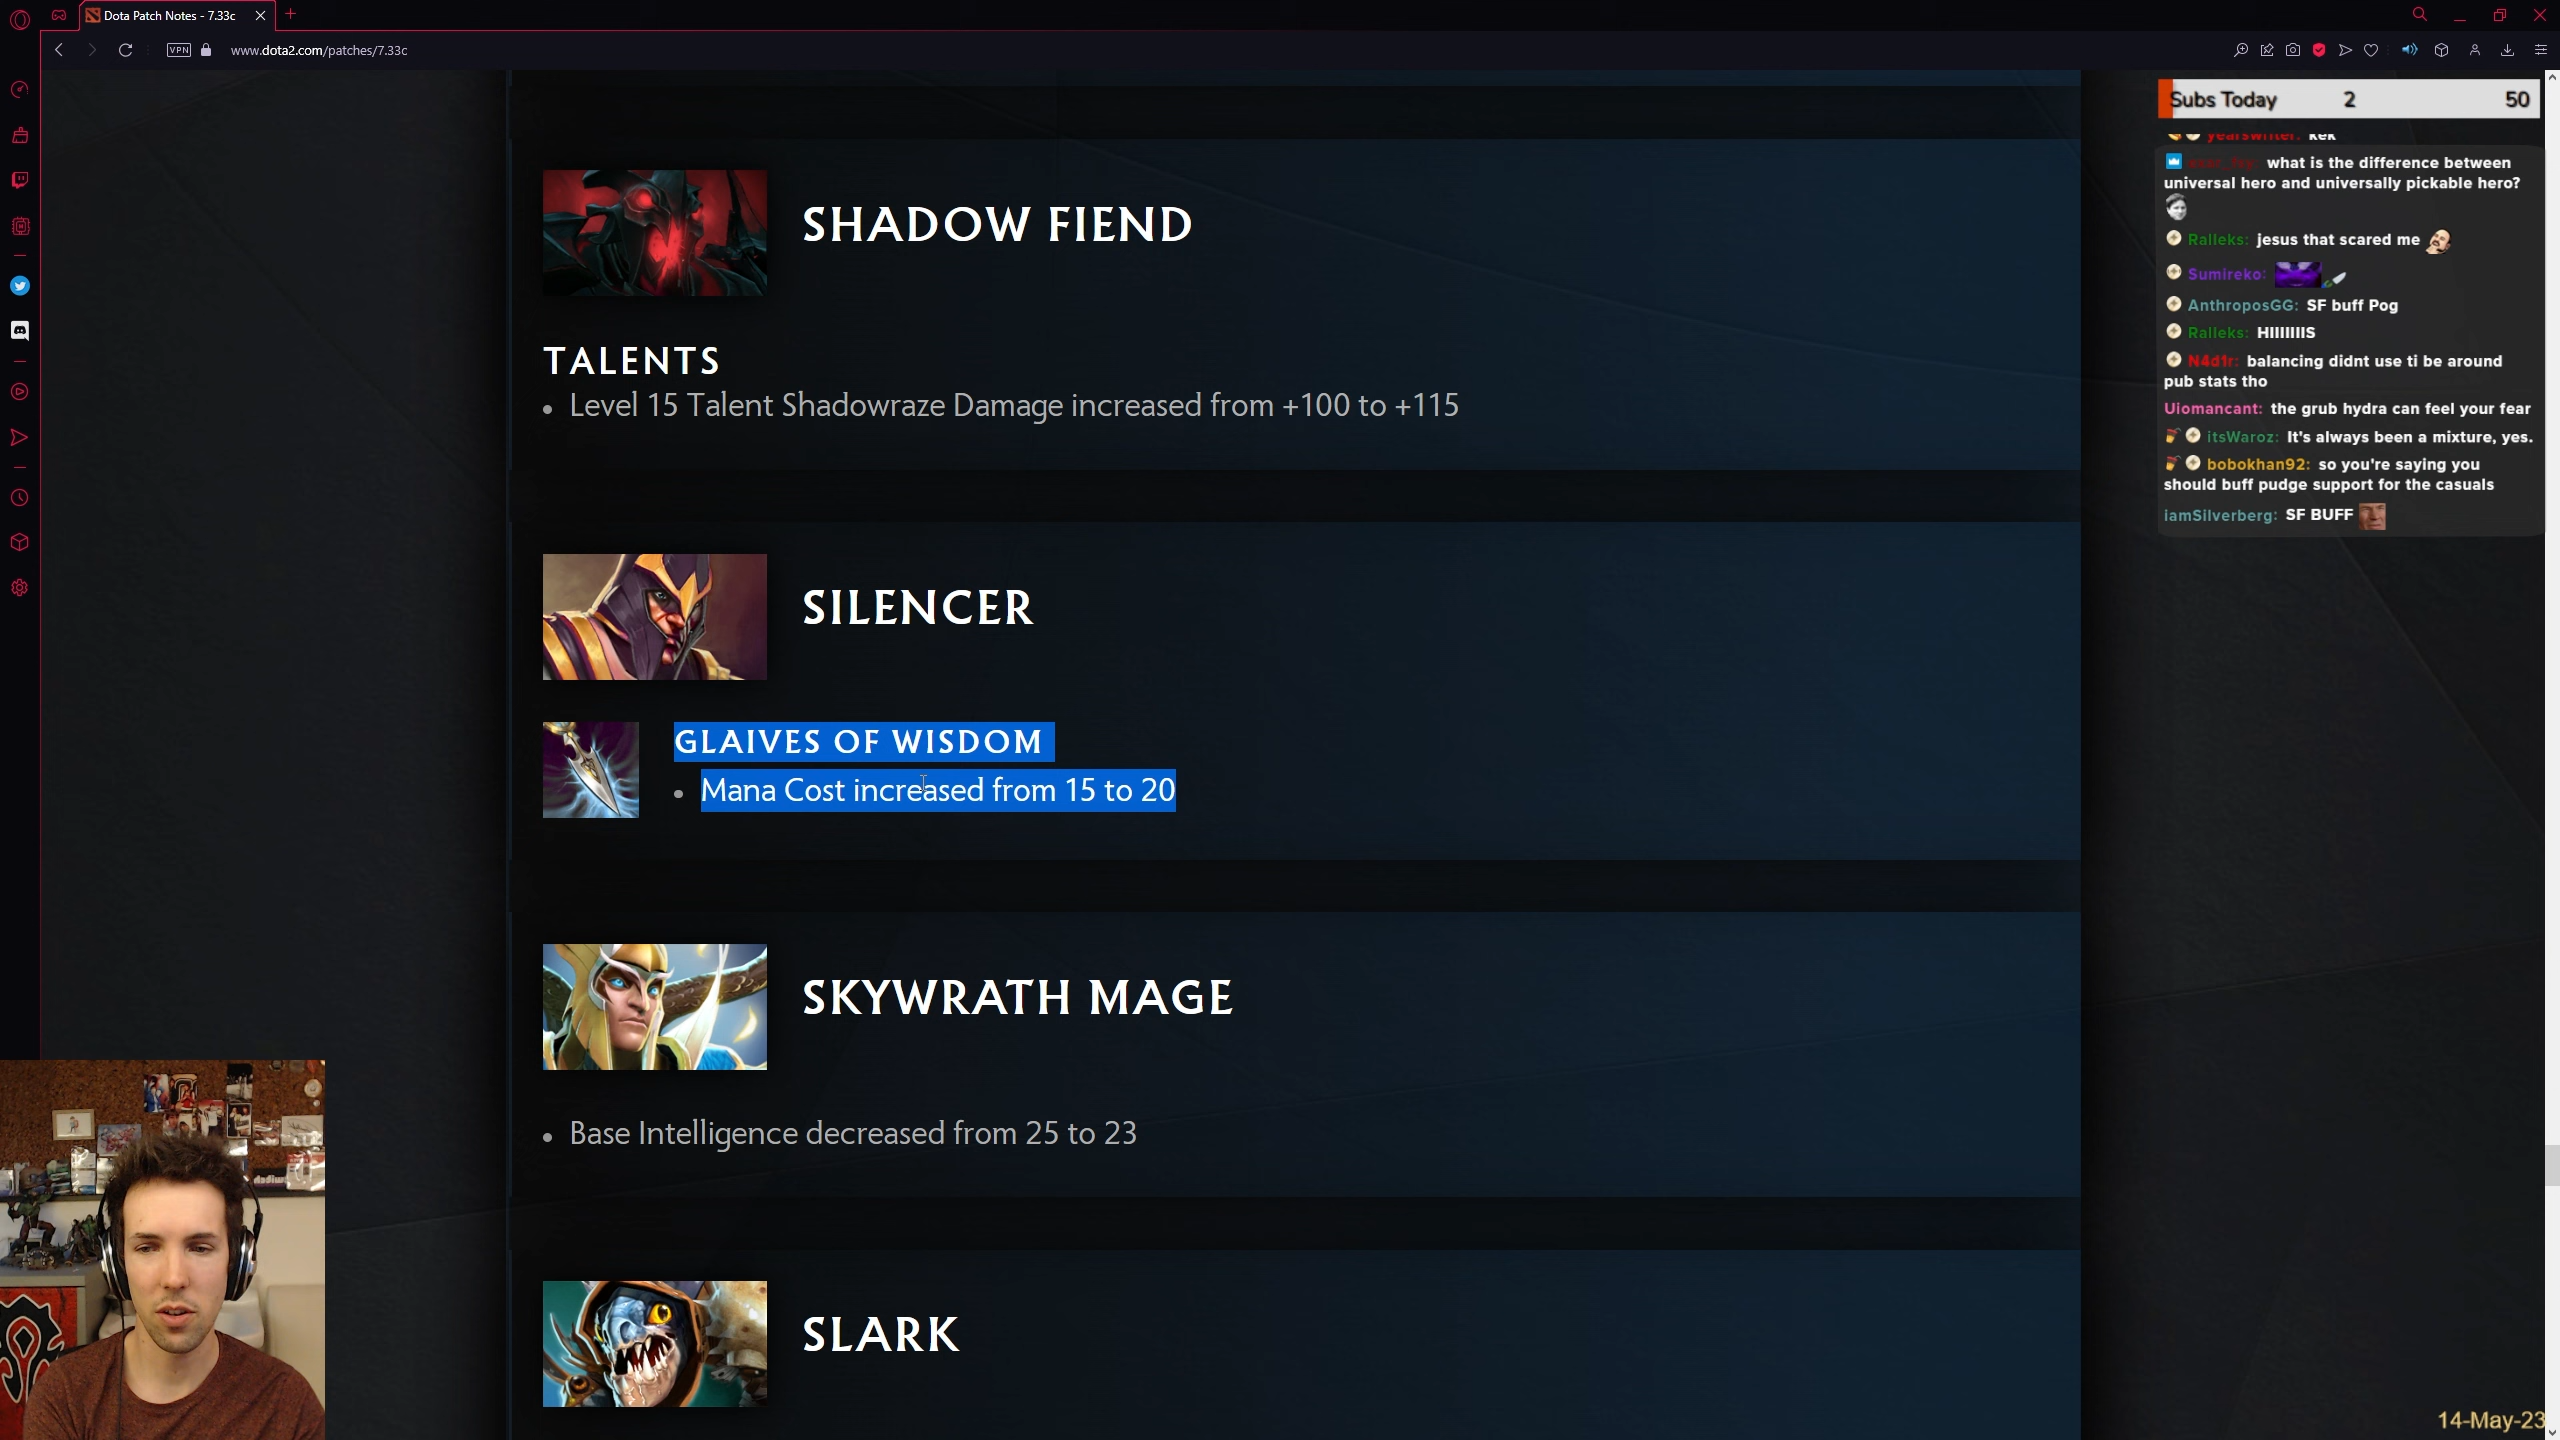 Dota Patch Notes - 7.33c
VPN
www.dota2.com/patches/7.33c
SHADOW FIEND
TALENTS
Level 15 Talent Shadowraze Damage increased from +100 to +115
SILENCER
GLAIVES OF WISDOM
Mana Cost increased from 15 to 20
SKYWRATH MAGE
Base Intelligence decreased from 25 to 23
SLARK
Subs Today 2 50
yearswriter: kek
what is the difference between
universal hero and universally pickable hero?
Ralleks: jesus that scared me
Sumireko:
AnthroposGG: SF buff Pog
Ralleks: HIIIIIIIS
N4d1r: balancing didnt use ti be around
pub stats tho
Uiomancant: the grub hydra can feel your fear
itsWaroz: It's always been a mixture, yes.
bobokhan92: so you're saying you
should buff pudge support for the casuals
iamSilverberg: SF BUFF
14-May-23